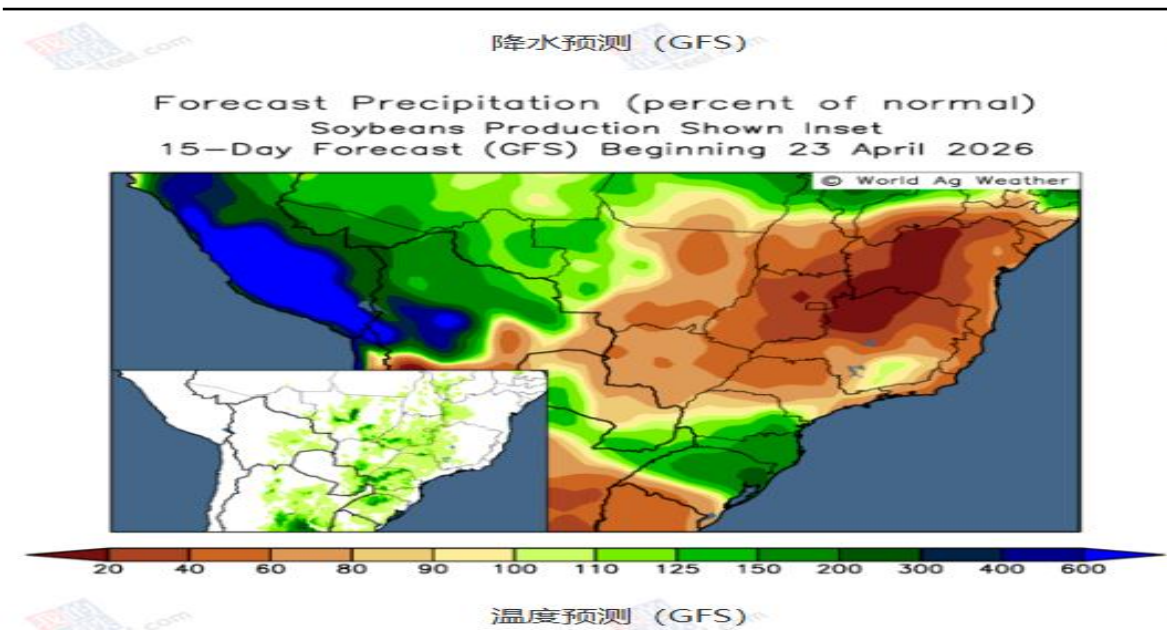 降水预测 (GFS)
Forecast Precipitation (percent of normal)
Soybeans Production Shown Inset
15-Day Forecast (GFS) Beginning 23 April 2026
© World Ag Weather
20 40 60 80 90 100 110 125 150 200 300 400 600
温度预测 (GFS)